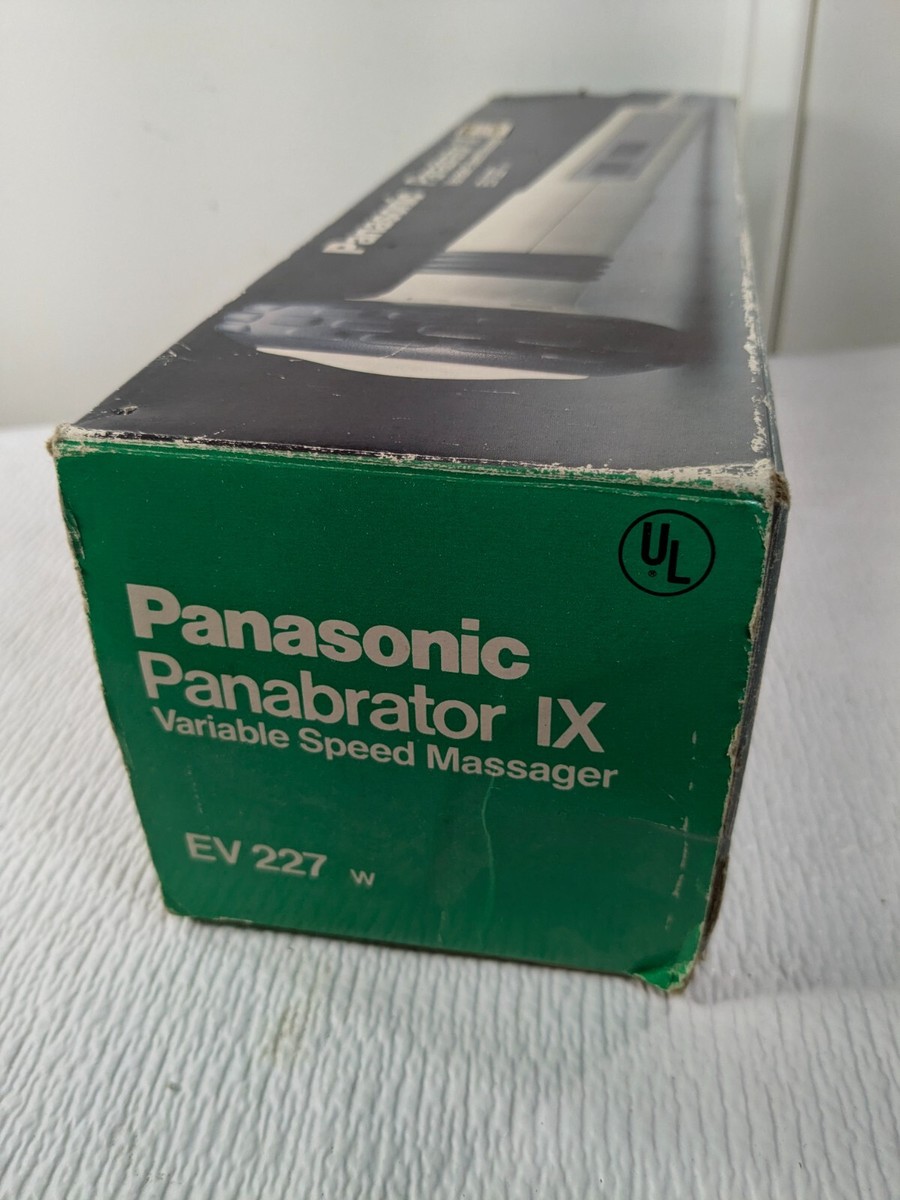 Panasonic
UL
Panasonic
Panabrator IX
Variable Speed Massager
EV 227 W